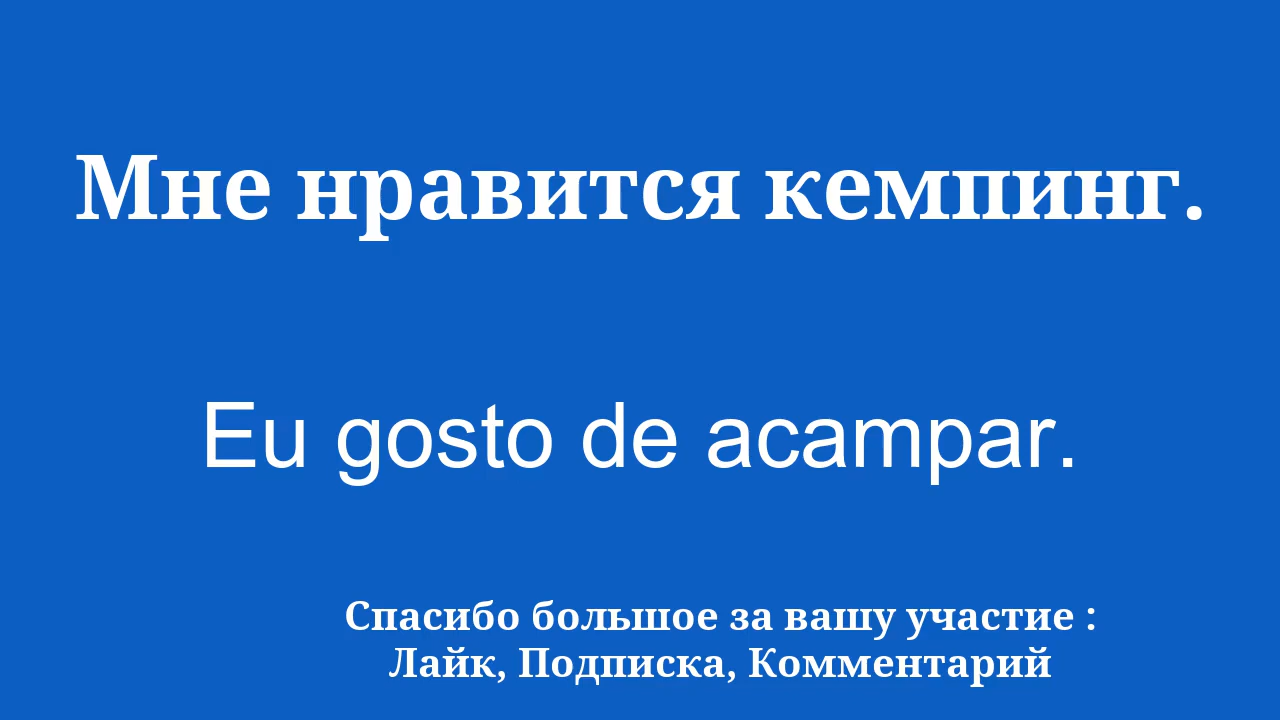 Мне нравится кемпинг.
Eu gosto de acampar.
Спасибо большое за вашу участие :
Лайк, Подписка, Комментарий